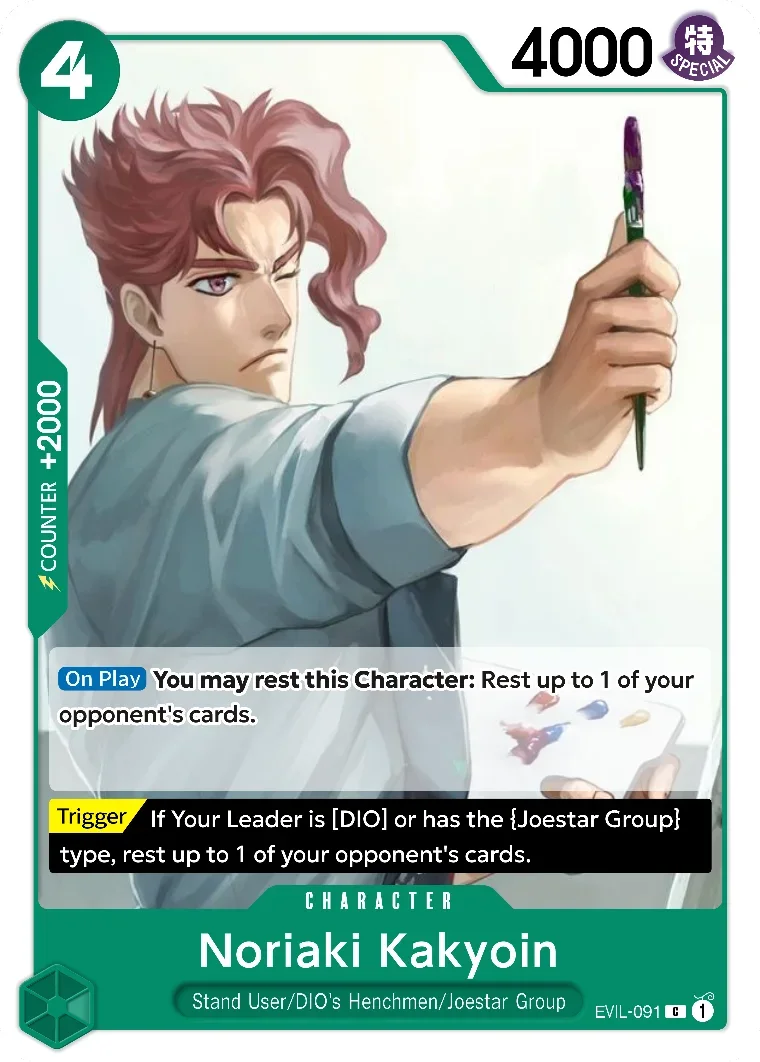 4
4000
特
SPECIAL
COUNTER +2000
On Play You may rest this Character: Rest up to 1 of your
opponent's cards.
Trigger If Your Leader is [DIO] or has the {Joestar Group}
type, rest up to 1 of your opponent's cards.
CHARACTER
Noriaki Kakyoin
Stand User/DIO's Henchmen/Joestar Group
EVIL-091 C 1